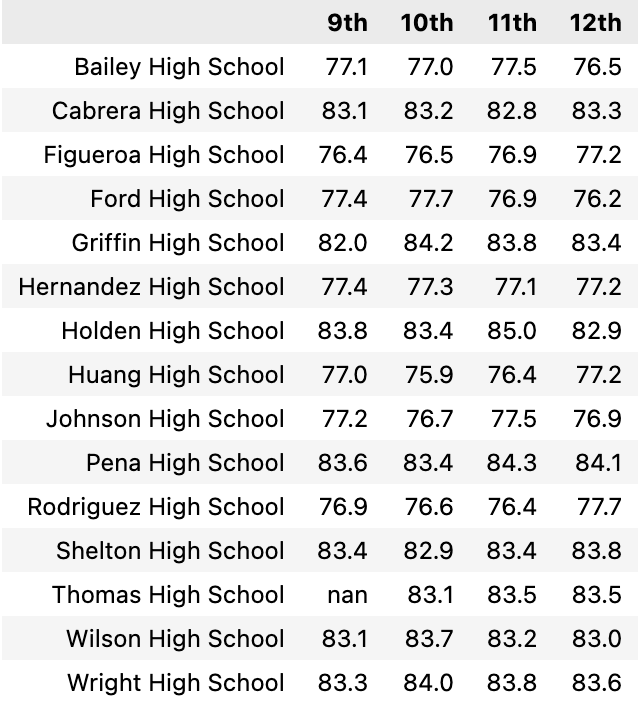 9th 10th 11th 12th
Bailey High School 77.1 77.0 77.5 76.5
Cabrera High School 83.1 83.2 82.8 83.3
Figueroa High School 76.4 76.5 76.9 77.2
Ford High School 77.4 77.7 76.9 76.2
Griffin High School 82.0 84.2 83.8 83.4
Hernandez High School 77.4 77.3 77.1 77.2
Holden High School 83.8 83.4 85.0 82.9
Huang High School 77.0 75.9 76.4 77.2
Johnson High School 77.2 76.7 77.5 76.9
Pena High School 83.6 83.4 84.3 84.1
Rodriguez High School 76.9 76.6 76.4 77.7
Shelton High School 83.4 82.9 83.4 83.8
Thomas High School nan 83.1 83.5 83.5
Wilson High School 83.1 83.7 83.2 83.0
Wright High School 83.3 84.0 83.8 83.6